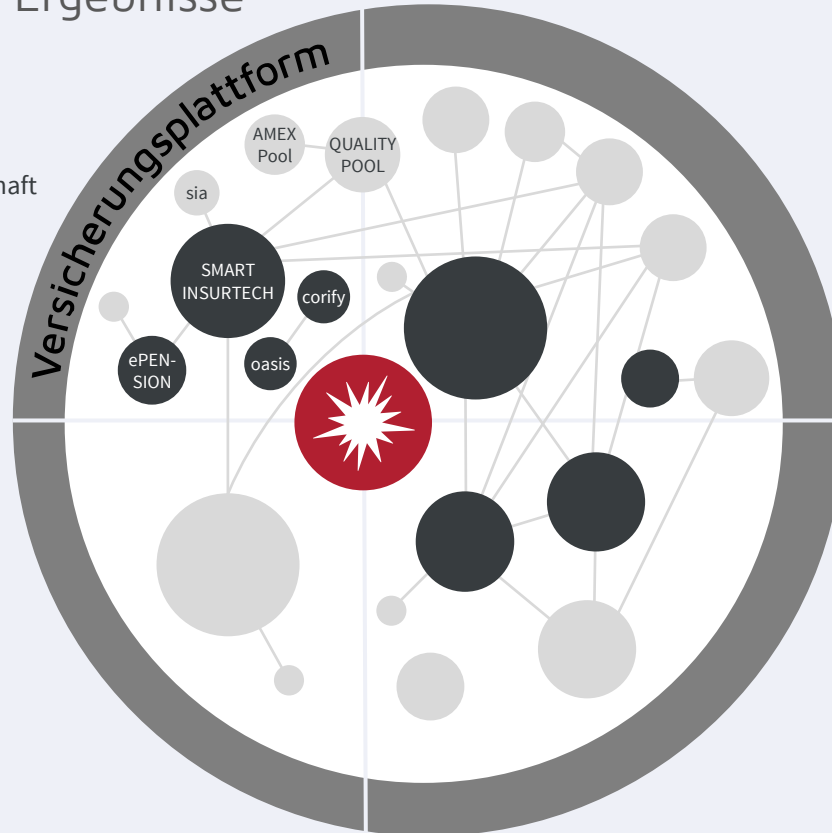 Ergebnisse
Versicherungsplattform
AMEX
Pool
QUALITY
POOL
haft
sia
SMART
INSURTECH
corify
ePEN-
SION
oasis